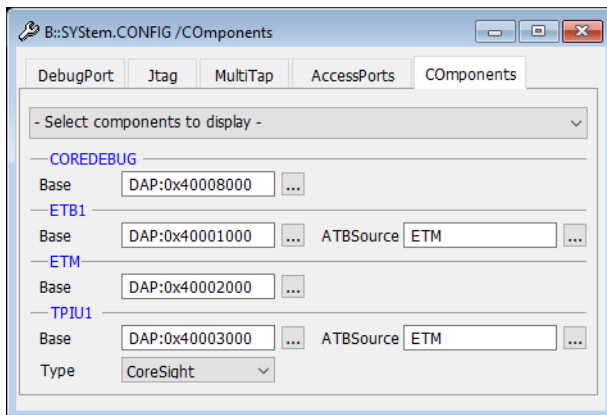 B::SYStem.CONFIG /COmponents
DebugPort Jtag MultiTap AccessPorts COmponents
- Select components to display -
COREDEBUG
Base DAP:0x40008000 ...
ETB1
Base DAP:0x40001000 ... ATBSource ETM ...
ETM
Base DAP:0x40002000 ...
TPIU1
Base DAP:0x40003000 ... ATBSource ETM ...
Type CoreSight